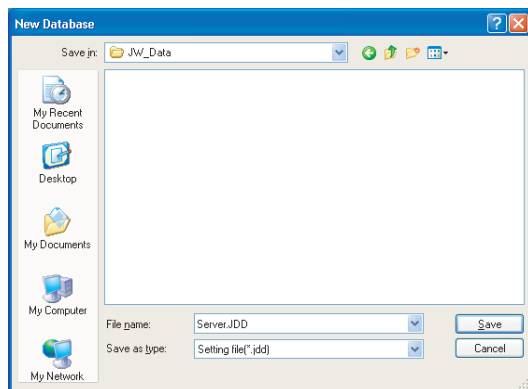 New Database
Save in:
JW_Data
My Recent
Documents
Desktop
My Documents
My Computer
My Network
File name:
Server.JDD
Save
Save as type:
Setting file(*.jdd)
Cancel